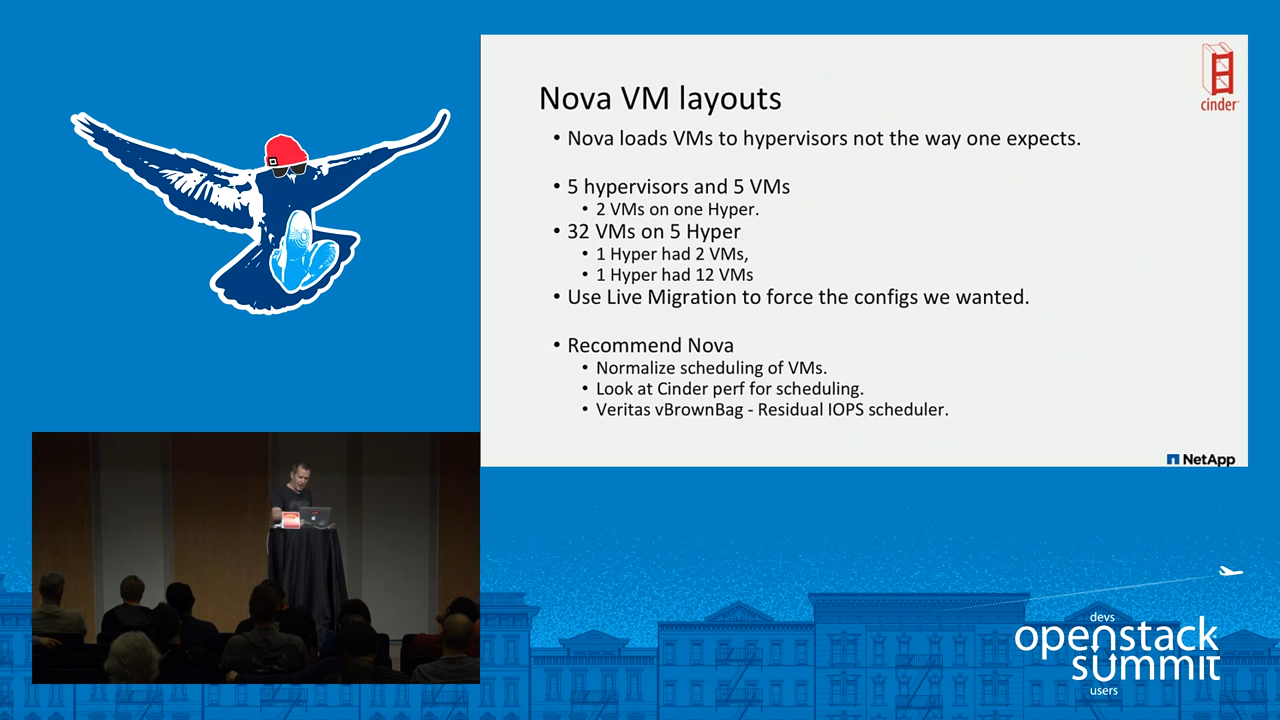 Nova VM layouts
cinder
• Nova loads VMs to hypervisors not the way one expects.
• 5 hypervisors and 5 VMs
• 2 VMs on one Hyper.
• 32 VMs on 5 Hyper
• 1 Hyper had 2 VMs,
• 1 Hyper had 12 VMs
• Use Live Migration to force the configs we wanted.
• Recommend Nova
• Normalize scheduling of VMs.
• Look at Cinder perf for scheduling.
• Veritas vBrownBag - Residual IOPS scheduler.
NetApp
devs
openstack
summit
users